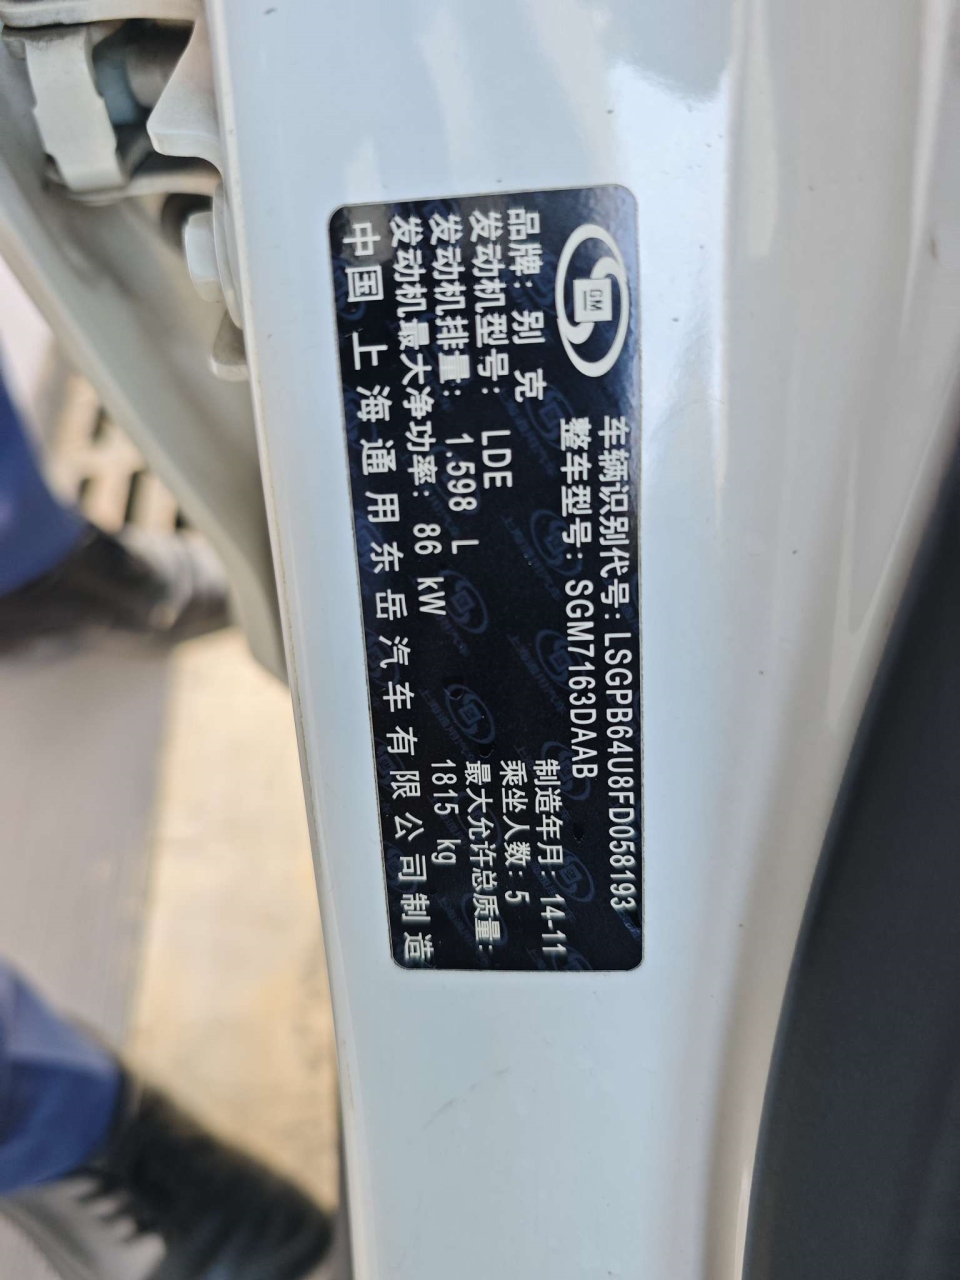 GM
车辆识别代号: LSGPB64U8FD058193
整车型号: SGM7163DAAB
品牌: 别 克
制造年月: 14-11
发动机型号: LDE
乘坐人数: 5
发动机排量: 1.598 L
最大允许总质量:
发动机最大净功率: 86 kW
1815 kg
中国 上海通用东岳汽车有限公司制造